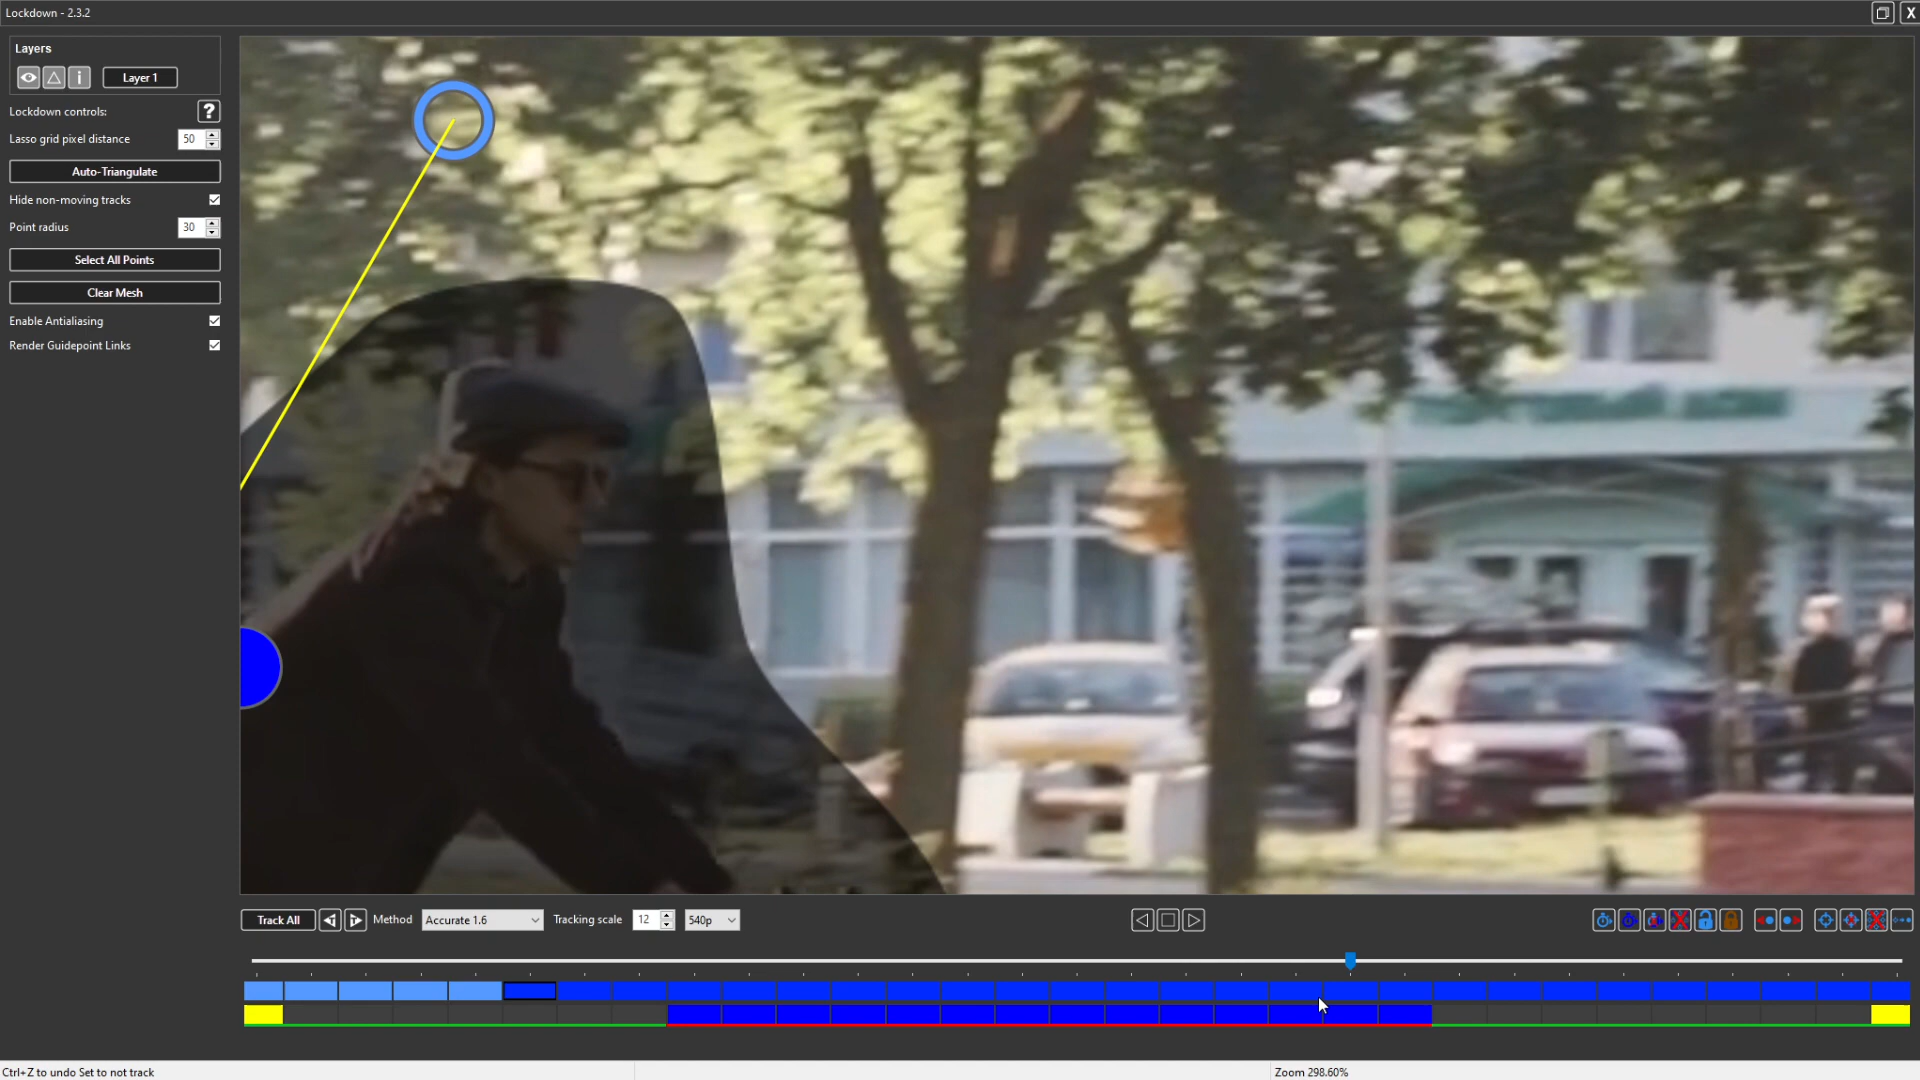 Lockdown - 2.3.2
X
Layers
i
Layer 1
Lockdown controls:
?
Lasso grid pixel distance
50
Auto-Triangulate
Hide non-moving tracks
Point radius
30
Select All Points
Clear Mesh
Enable Antialiasing
Render Guidepoint Links
Track All
Method
Accurate 1.6
Tracking scale
12
540p
Ctrl+Z to undo Set to not track
Zoom 298.60%